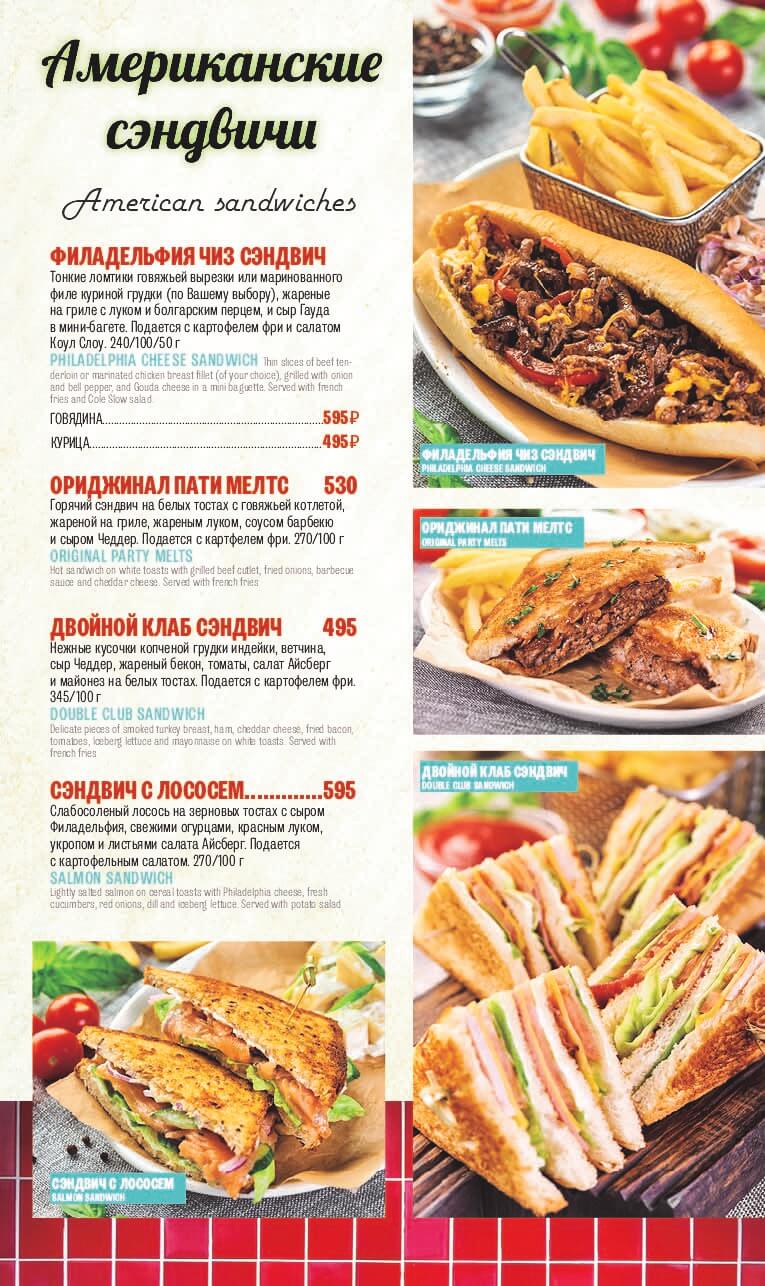 Американские
сэндвичи
American sandwiches
ФИЛАДЕЛЬФИЯ ЧИЗ СЭНДВИЧ
Тонкие ломтики говяжьей вырезки или маринованного
филе куриной грудки (по Вашему выбору), жареные
на гриле с луком и болгарским перцем, и сыр Гауда
в мини-багете. Подается с картофелем фри и салатом
Коул Слоу. 240/100/50 г
PHILADELPHIA CHEESE SANDWICH Thin slices of beef ten-
derloin or marinated chicken breast fillet (of your choice), grilled with onion
and bell pepper, and Gouda cheese in a mini baguette. Served with french
fries and Cole Slow salad.
ГОВЯДИНА...595₽
КУРИЦА...495₽
ОРИДЖИНАЛ ПАТИ МЕЛТС 530
Горячий сэндвич на белых тостах с говяжьей котлетой,
жареной на гриле, жареным луком, соусом барбекю
и сыром Чеддер. Подается с картфелем фри. 270/100 г
ORIGINAL PARTY MELTS
Hot sandwich on white toasts with grilled beef cutlet, fried onions, barbecue
sauce and cheddar cheese. Served with french fries
ДВОЙНОЙ КЛАБ СЭНДВИЧ 495
Нежные кусочки копченой грудки индейки, ветчина,
сыр Чеддер, жареный бекон, томаты, салат Айсберг
и майонез на белых тостах. Подается с картофелем фри.
345/100 г
DOUBLE CLUB SANDWICH
Delicate pieces of smoked turkey breast, ham, cheddar cheese, fried bacon,
tomatoes, Iceberg lettuce and mayonnaise on white toasts. Served with
french fries
СЭНДВИЧ С ЛОСОСЕМ.............595
Слабосоленый лосось на зерновых тостах с сыром
Филадельфия, свежими огурцами, красным луком,
укропом и листьями салата Айсберг. Подается
с картофельным салатом. 270/100 г
SALMON SANDWICH
Lightly salted salmon on cereal toasts with Philadelphia cheese, fresh
cucumbers, red onions, dill and iceberg lettuce. Served with potato salad
СЭНДВИЧ С ЛОСОСЕМ
SALMON SANDWICH
ФИЛАДЕЛЬФИЯ ЧИЗ СЭНДВИЧ
PHILADELPHIA CHEESE SANDWICH
ОРИДЖИНАЛ ПАТИ МЕЛТС
ORIGINAL PARTY MELTS
ДВОЙНОЙ КЛАБ СЭНДВИЧ
DOUBLE CLUB SANDWICH